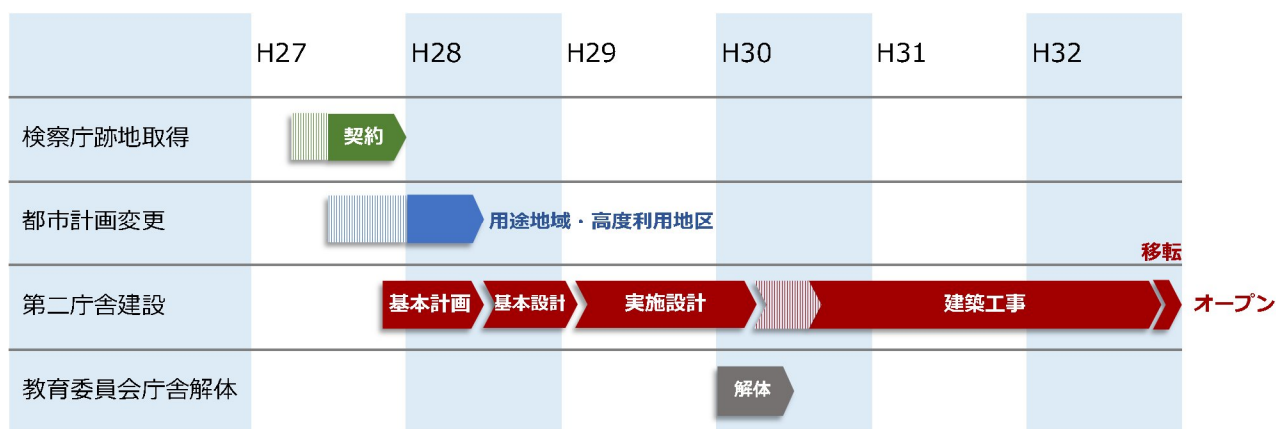 H27 H28 H29 H30 H31 H32
検察庁跡地取得 契約
都市計画変更 用途地域・高度利用地区
移転
第二庁舎建設 基本計画 基本設計 実施設計 建築工事 オープン
教育委員会庁舎解体 解体